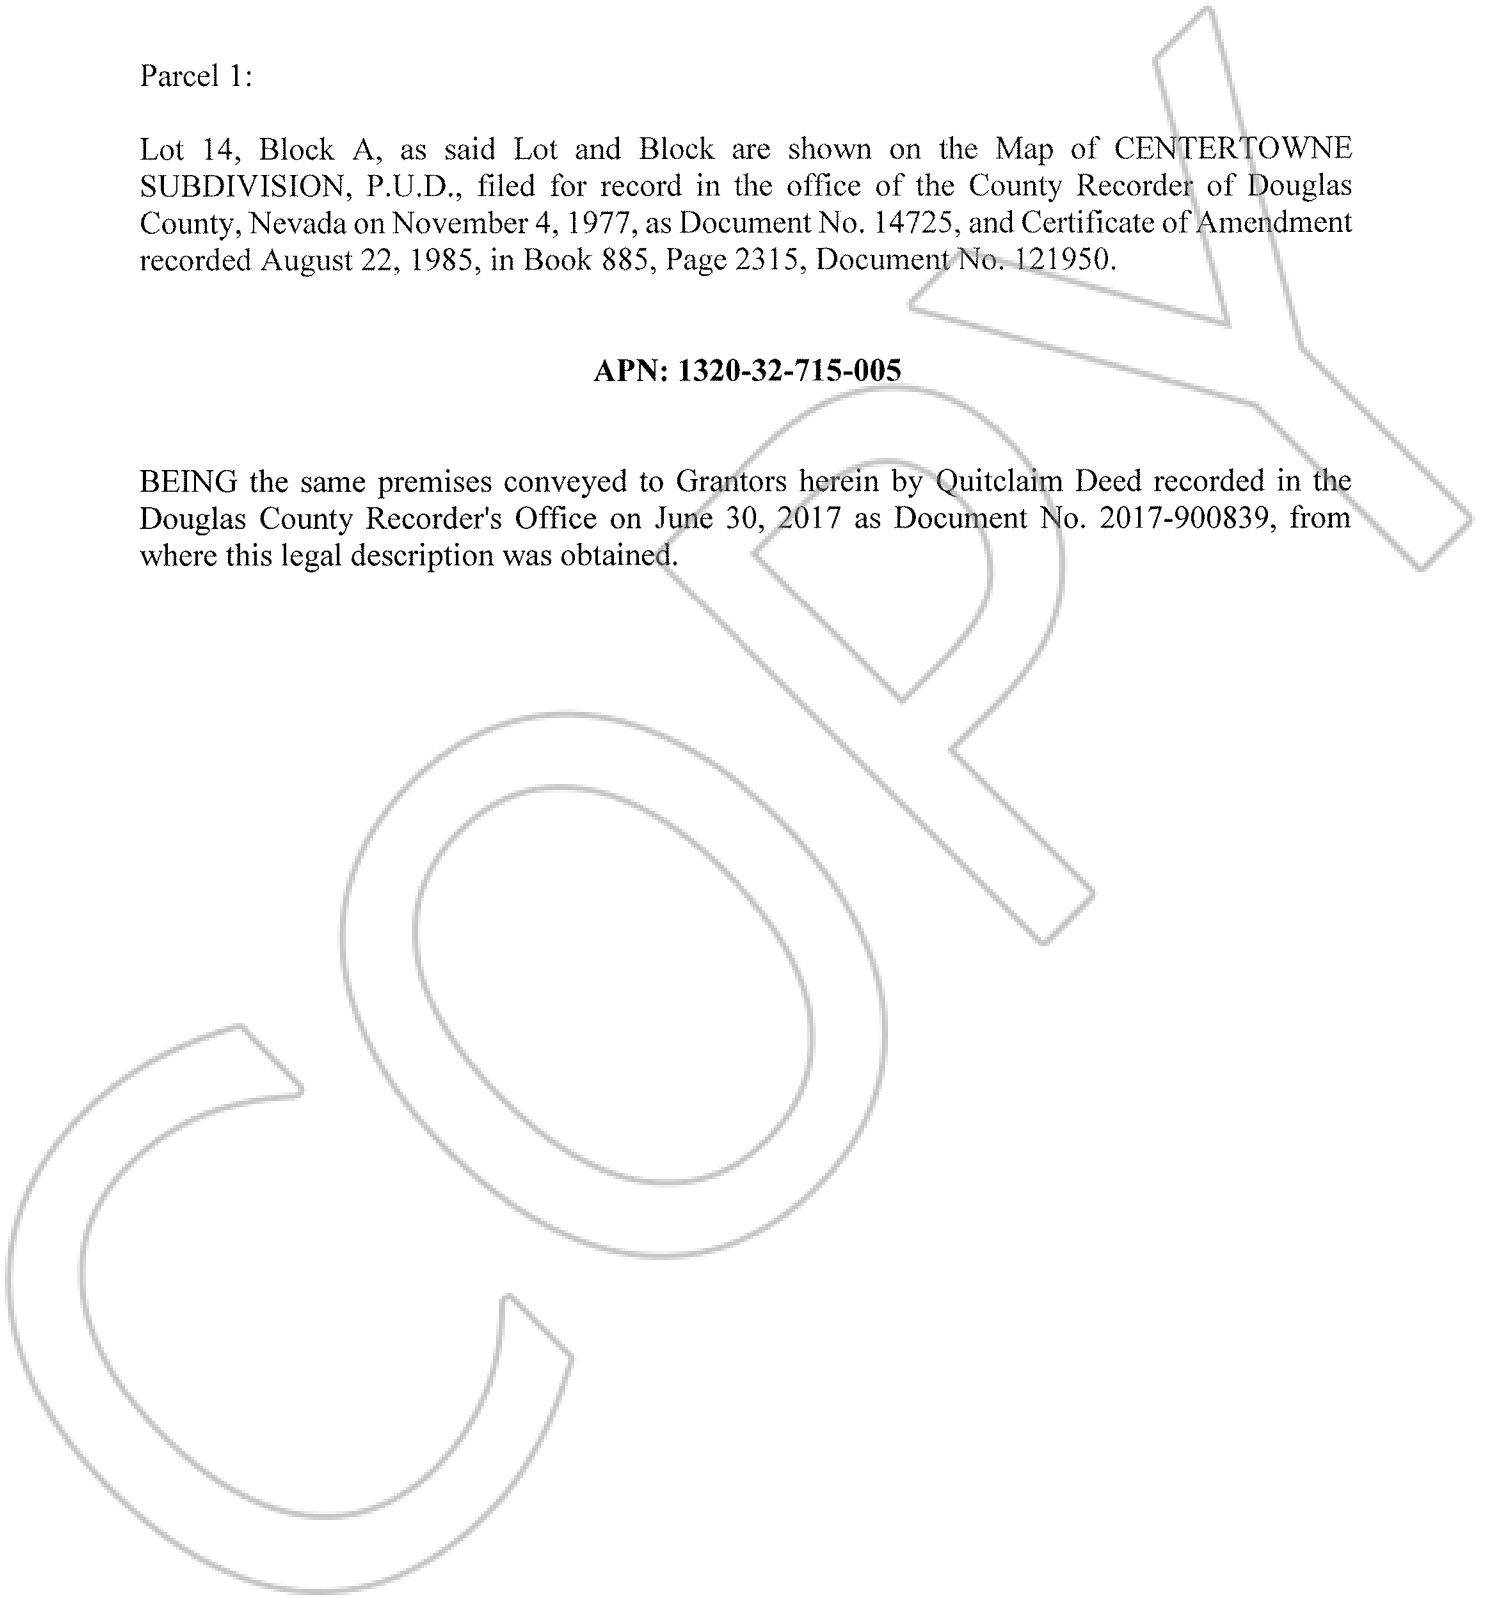 Parcel 1:
Lot 14, Block A, as said Lot and Block are shown on the Map of CENTERTOWNE
SUBDIVISION, P.U.D., filed for record in the office of the County Recorder of Douglas
County, Nevada on November 4, 1977, as Document No. 14725, and Certificate of Amendment
recorded August 22, 1985, in Book 885, Page 2315, Document No. 121950.
APN: 1320-32-715-005
BEING the same premises conveyed to Grantors herein by Quitclaim Deed recorded in the
Douglas County Recorder's Office on June 30, 2017 as Document No. 2017-900839, from
where this legal description was obtained.
COPY